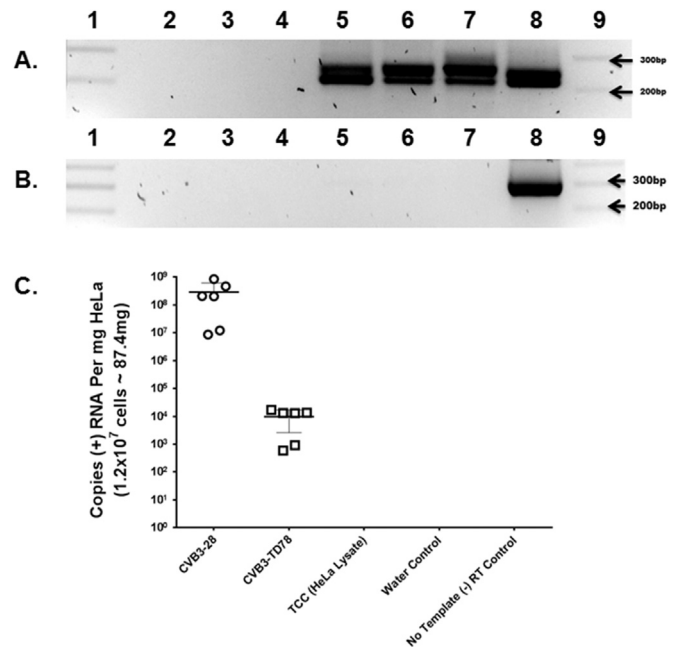 1 2 3 4 5 6 7 8 9
A.
300bp
200bp
1 2 3 4 5 6 7 8 9
B.
300bp
200bp
C.
Copies (+) RNA Per mg HeLa
(1.2x10⁷ cells ~ 87.4mg)
10⁹
10⁸
10⁷
10⁶
10⁵
10⁴
10³
10²
10¹
10⁰
CVB3-28
CVB3-TD78
TCC (HeLa Lysate)
Water Control
No Template (-) RT Control